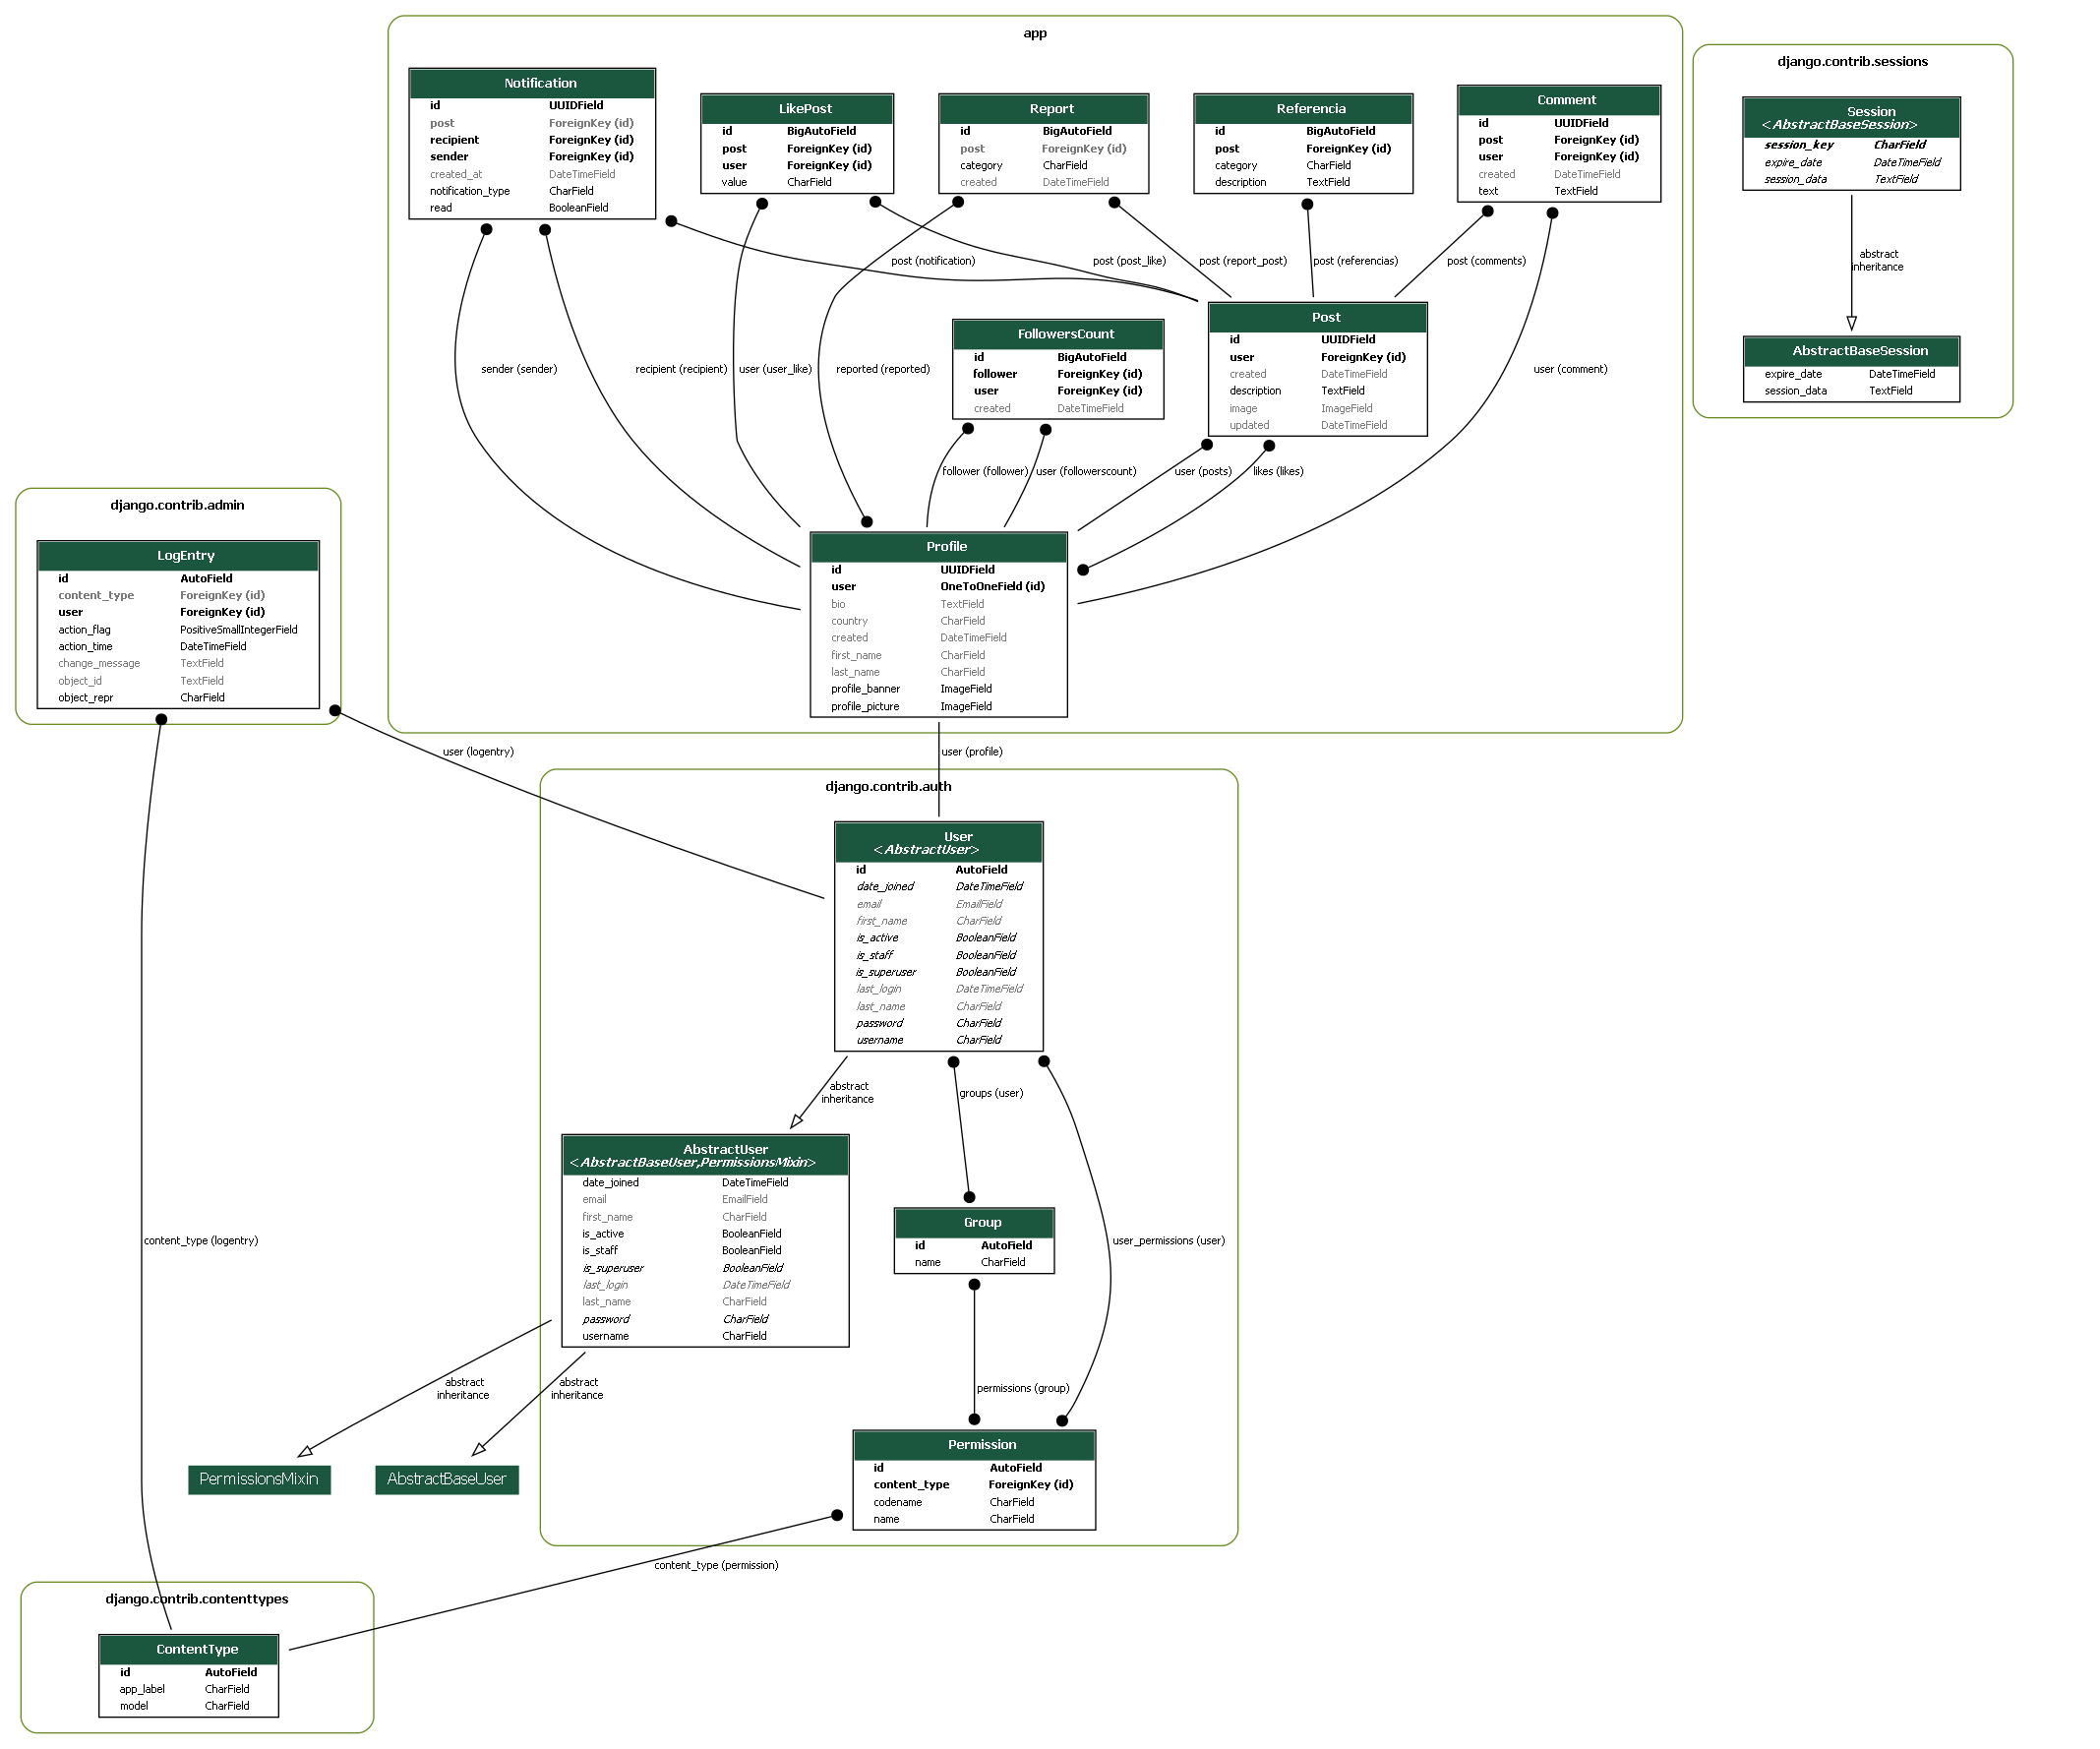 app
Notification
id UUIDField
post ForeignKey (id)
recipient ForeignKey (id)
sender ForeignKey (id)
created_at DateTimeField
notification_type CharField
read BooleanField
LikePost
id BigAutoField
post ForeignKey (id)
user ForeignKey (id)
value CharField
Report
id BigAutoField
post ForeignKey (id)
category CharField
created DateTimeField
Referencia
id BigAutoField
post ForeignKey (id)
category CharField
description TextField
Comment
id UUIDField
post ForeignKey (id)
user ForeignKey (id)
created DateTimeField
text TextField
post (notification)
post (post_like)
post (report_post)
post (referencias)
post (comments)
FollowersCount
id BigAutoField
follower ForeignKey (id)
user ForeignKey (id)
created DateTimeField
Post
id UUIDField
user ForeignKey (id)
created DateTimeField
description TextField
image ImageField
updated DateTimeField
sender (sender)
recipient (recipient)
user (user_like)
reported (reported)
user (comment)
follower (follower)
user (followerscount)
user (posts)
likes (likes)
Profile
id UUIDField
user OneToOneField (id)
bio TextField
country CharField
created DateTimeField
first_name CharField
last_name CharField
profile_banner ImageField
profile_picture ImageField
django.contrib.sessions
Session
<AbstractBaseSession>
session_key CharField
expire_date DateTimeField
session_data TextField
abstract
inheritance
AbstractBaseSession
expire_date DateTimeField
session_data TextField
django.contrib.admin
LogEntry
id AutoField
content_type ForeignKey (id)
user ForeignKey (id)
action_flag PositiveSmallIntegerField
action_time DateTimeField
change_message TextField
object_id TextField
object_repr CharField
user (logentry)
user (profile)
django.contrib.auth
User
<AbstractUser>
id AutoField
date_joined DateTimeField
email EmailField
first_name CharField
is_active BooleanField
is_staff BooleanField
is_superuser BooleanField
last_login DateTimeField
last_name CharField
password CharField
username CharField
abstract
inheritance
groups (user)
AbstractUser
<AbstractBaseUser,PermissionsMixin>
date_joined DateTimeField
email EmailField
first_name CharField
is_active BooleanField
is_staff BooleanField
is_superuser BooleanField
last_login DateTimeField
last_name CharField
password CharField
username CharField
Group
id AutoField
name CharField
content_type (logentry)
user_permissions (user)
abstract
inheritance
abstract
inheritance
permissions (group)
PermissionsMixin
AbstractBaseUser
Permission
id AutoField
content_type ForeignKey (id)
codename CharField
name CharField
content_type (permission)
django.contrib.contenttypes
ContentType
id AutoField
app_label CharField
model CharField